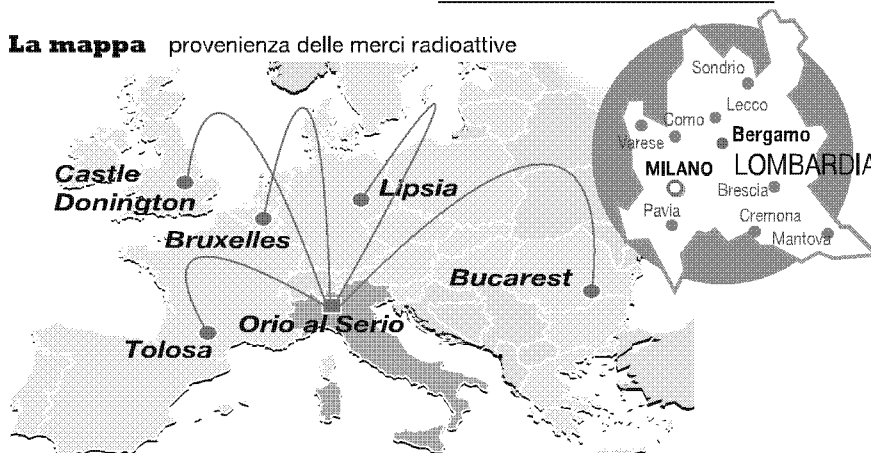 La mappa provenienza delle merci radioattive
Castle
Donington
Bruxelles
Lipsia
Bucarest
Orio al Serio
Tolosa
Sondrio
Lecco
Como
Varese
Bergamo
MILANO
LOMBARDIA
Brescia
Pavia
Cremona
Mantova